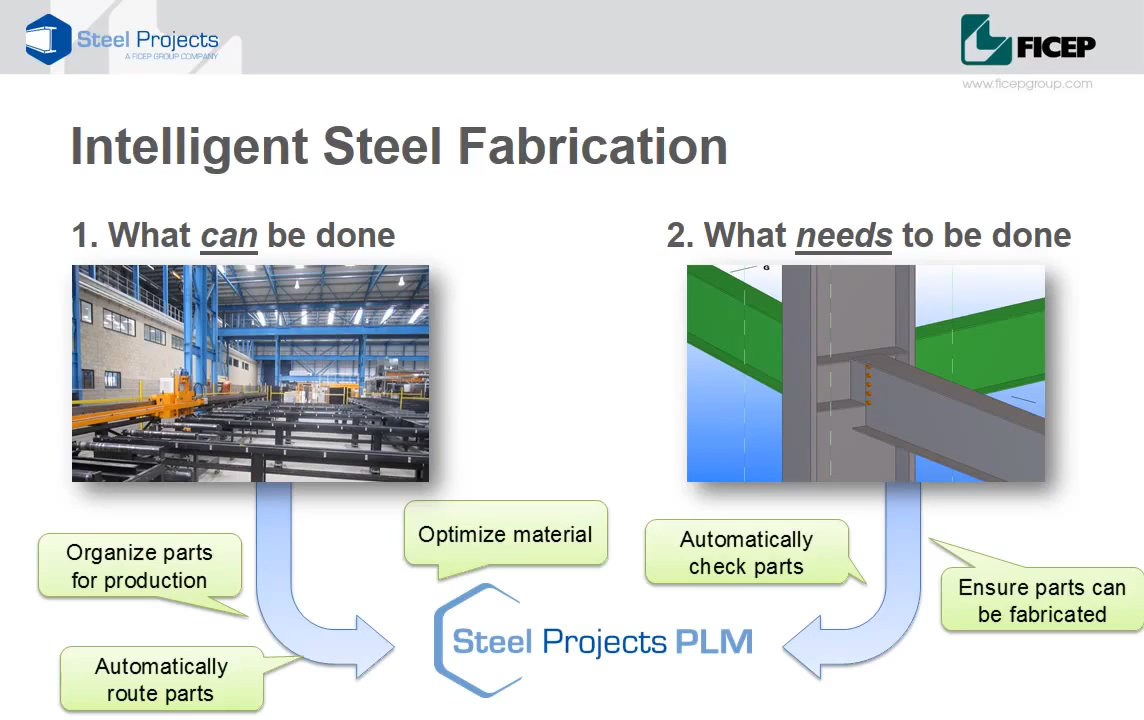 Steel Projects
A FICEP GROUP COMPANY
FICEP
www.ficepgroup.com
Intelligent Steel Fabrication
1. What can be done
2. What needs to be done
G
Organize parts
for production
Optimize material
Automatically
check parts
Ensure parts can
be fabricated
Automatically
route parts
Steel Projects PLM